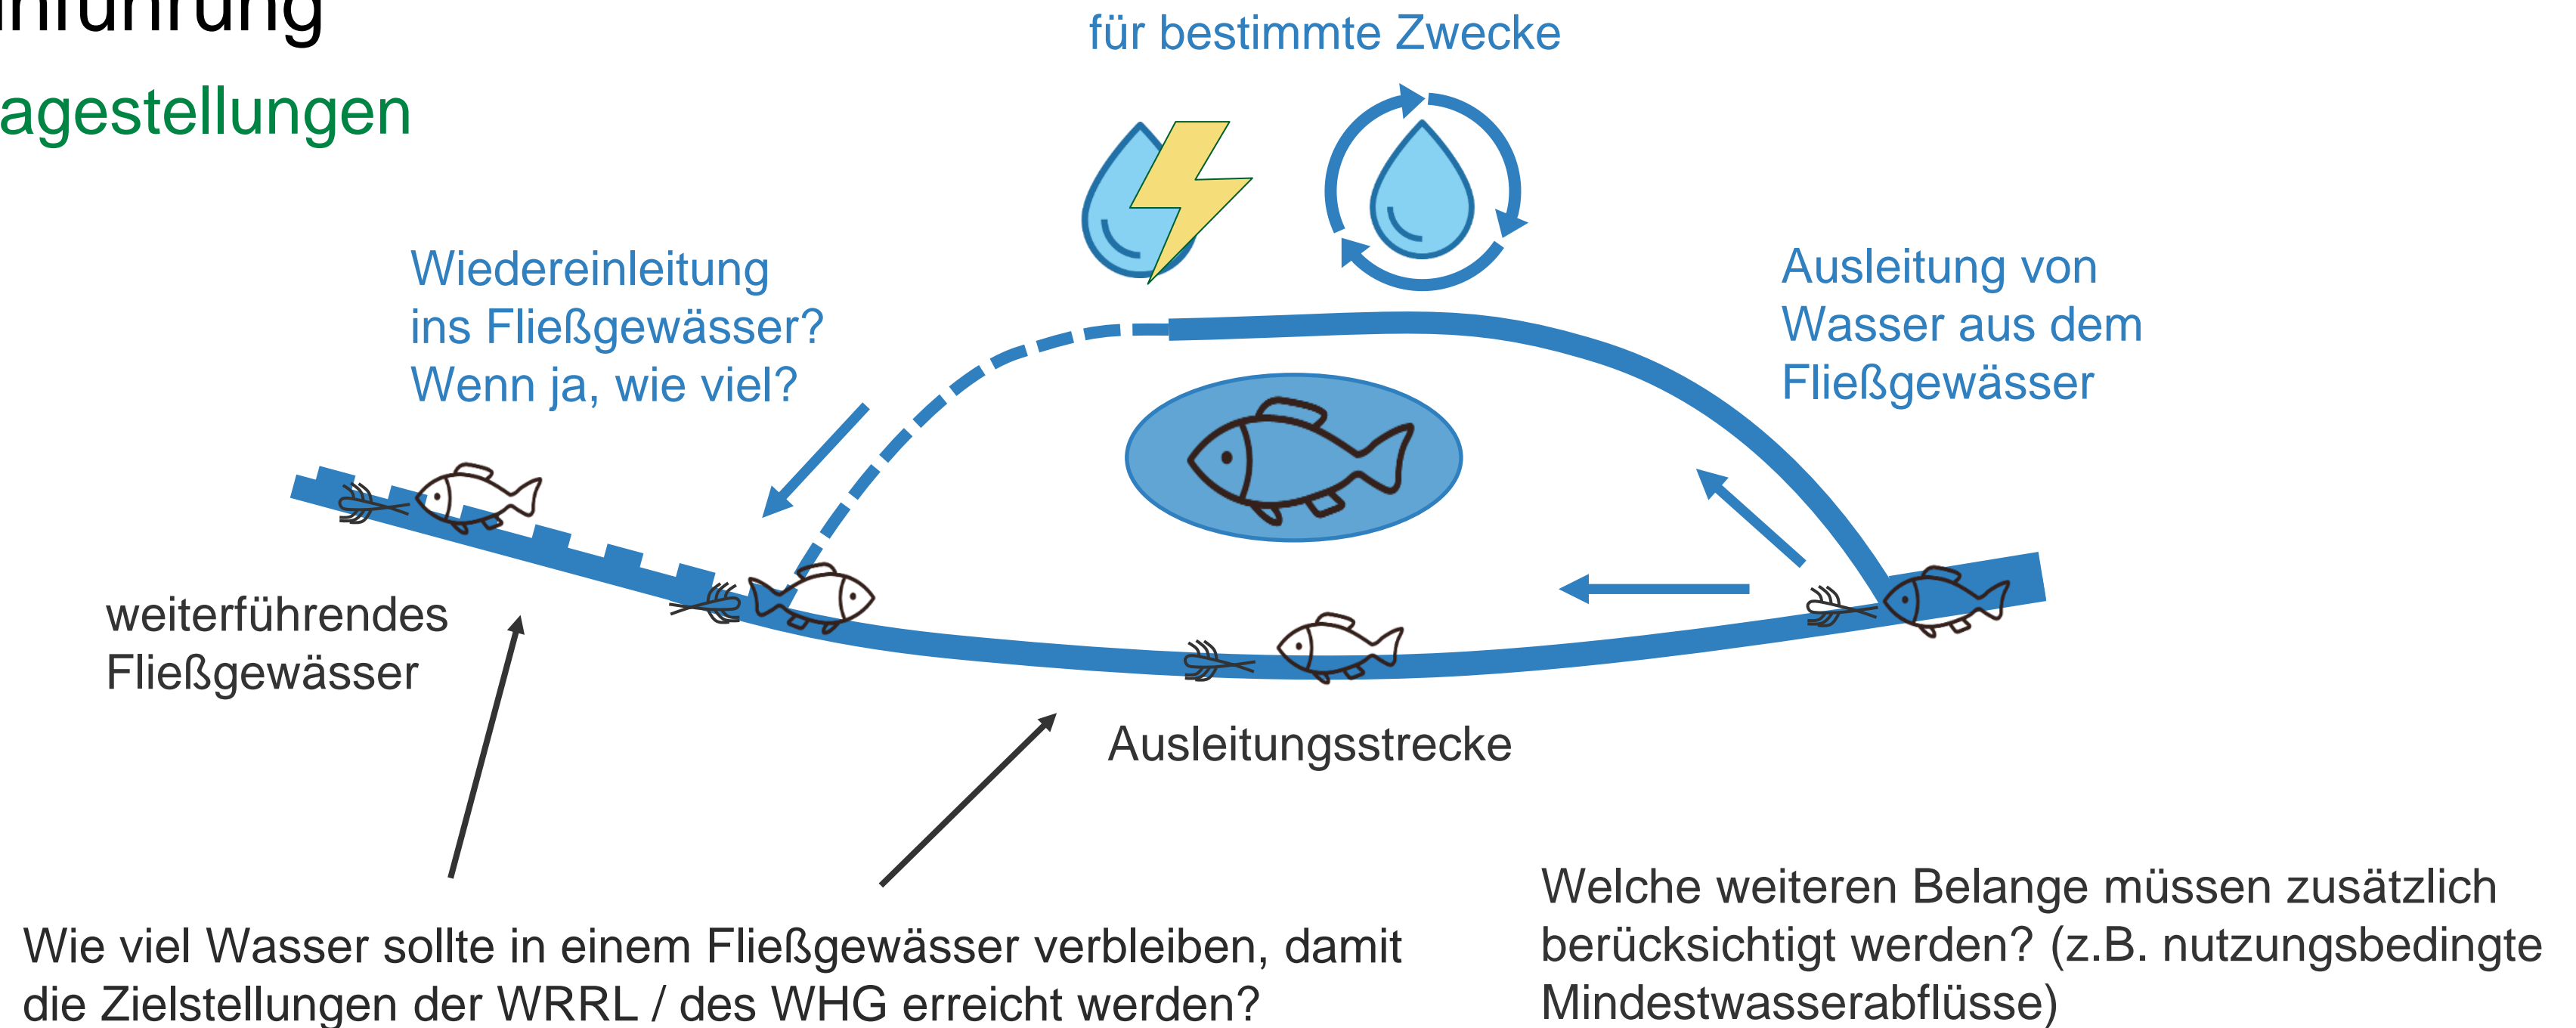 inführung
agestellungen
für bestimmte Zwecke
Wiedereinleitung
ins Fließgewässer?
Wenn ja, wie viel?
Ausleitung von
Wasser aus dem
Fließgewässer
weiterführendes
Fließgewässer
Ausleitungsstrecke
Wie viel Wasser sollte in einem Fließgewässer verbleiben, damit
die Zielstellungen der WRRL / des WHG erreicht werden?
Welche weiteren Belange müssen zusätzlich
berücksichtigt werden? (z.B. nutzungsbedingte
Mindestwasserabflüsse)